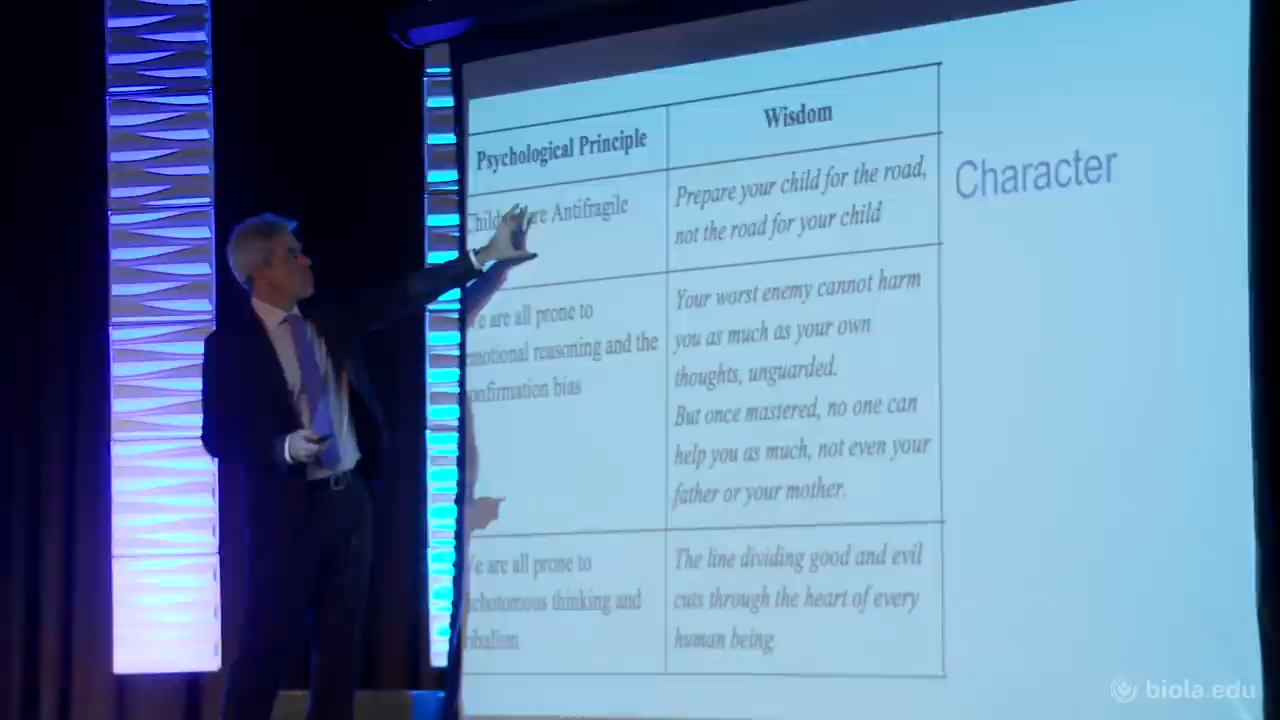 Psychological Principle
Wisdom
Antifragile
Prepare your child for the road,
not the road for your child
Character
are all prone to
reasoning and the
bias
Your worst enemy cannot harm
you as much as your own
thoughts, unguarded.
But once mastered, no one can
help you as much, not even your
father or your mother.
are all prone to
thinking and
The line dividing good and evil
cuts through the heart of every
human being
biola.edu